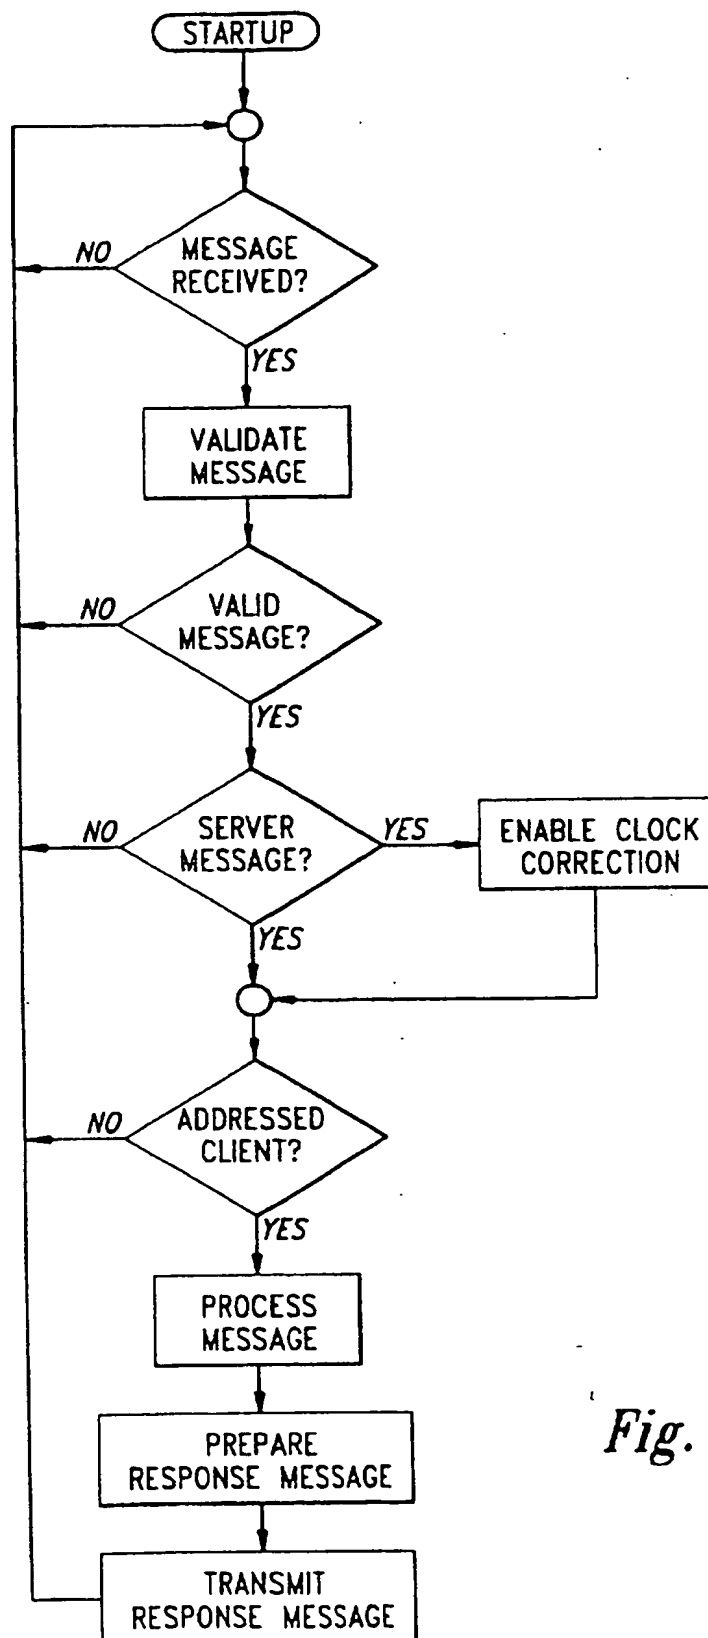 STARTUP
NO
MESSAGE
RECEIVED?
YES
VALIDATE
MESSAGE
NO
VALID
MESSAGE?
YES
NO
SERVER
MESSAGE?
YES
ENABLE CLOCK
CORRECTION
YES
NO
ADDRESSED
CLIENT?
YES
PROCESS
MESSAGE
PREPARE
RESPONSE MESSAGE
Fig.
TRANSMIT
RESPONSE MESSAGE